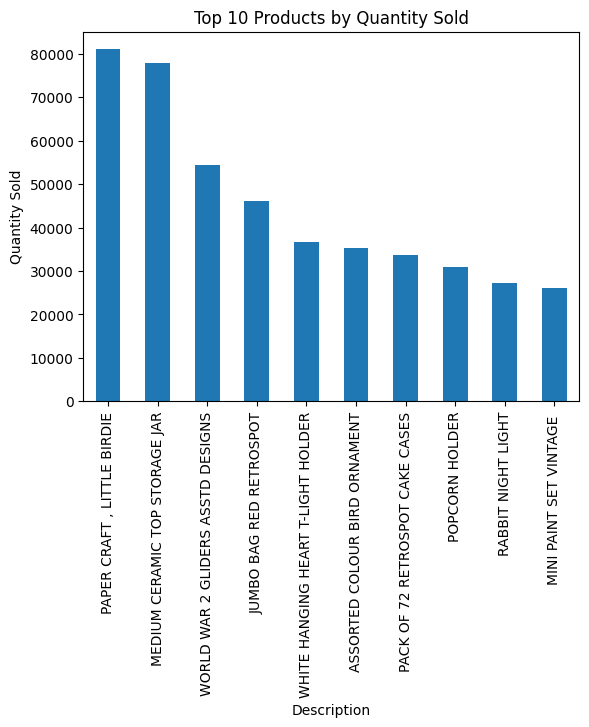 Top 10 Products by Quantity Sold
Quantity Sold
80000
70000
60000
50000
40000
30000
20000
10000
0
PAPER CRAFT , LITTLE BIRDIE
MEDIUM CERAMIC TOP STORAGE JAR
WORLD WAR 2 GLIDERS ASSTD DESIGNS
JUMBO BAG RED RETROSPOT
WHITE HANGING HEART T-LIGHT HOLDER
ASSORTED COLOUR BIRD ORNAMENT
PACK OF 72 RETROSPOT CAKE CASES
POPCORN HOLDER
RABBIT NIGHT LIGHT
MINI PAINT SET VINTAGE
Description